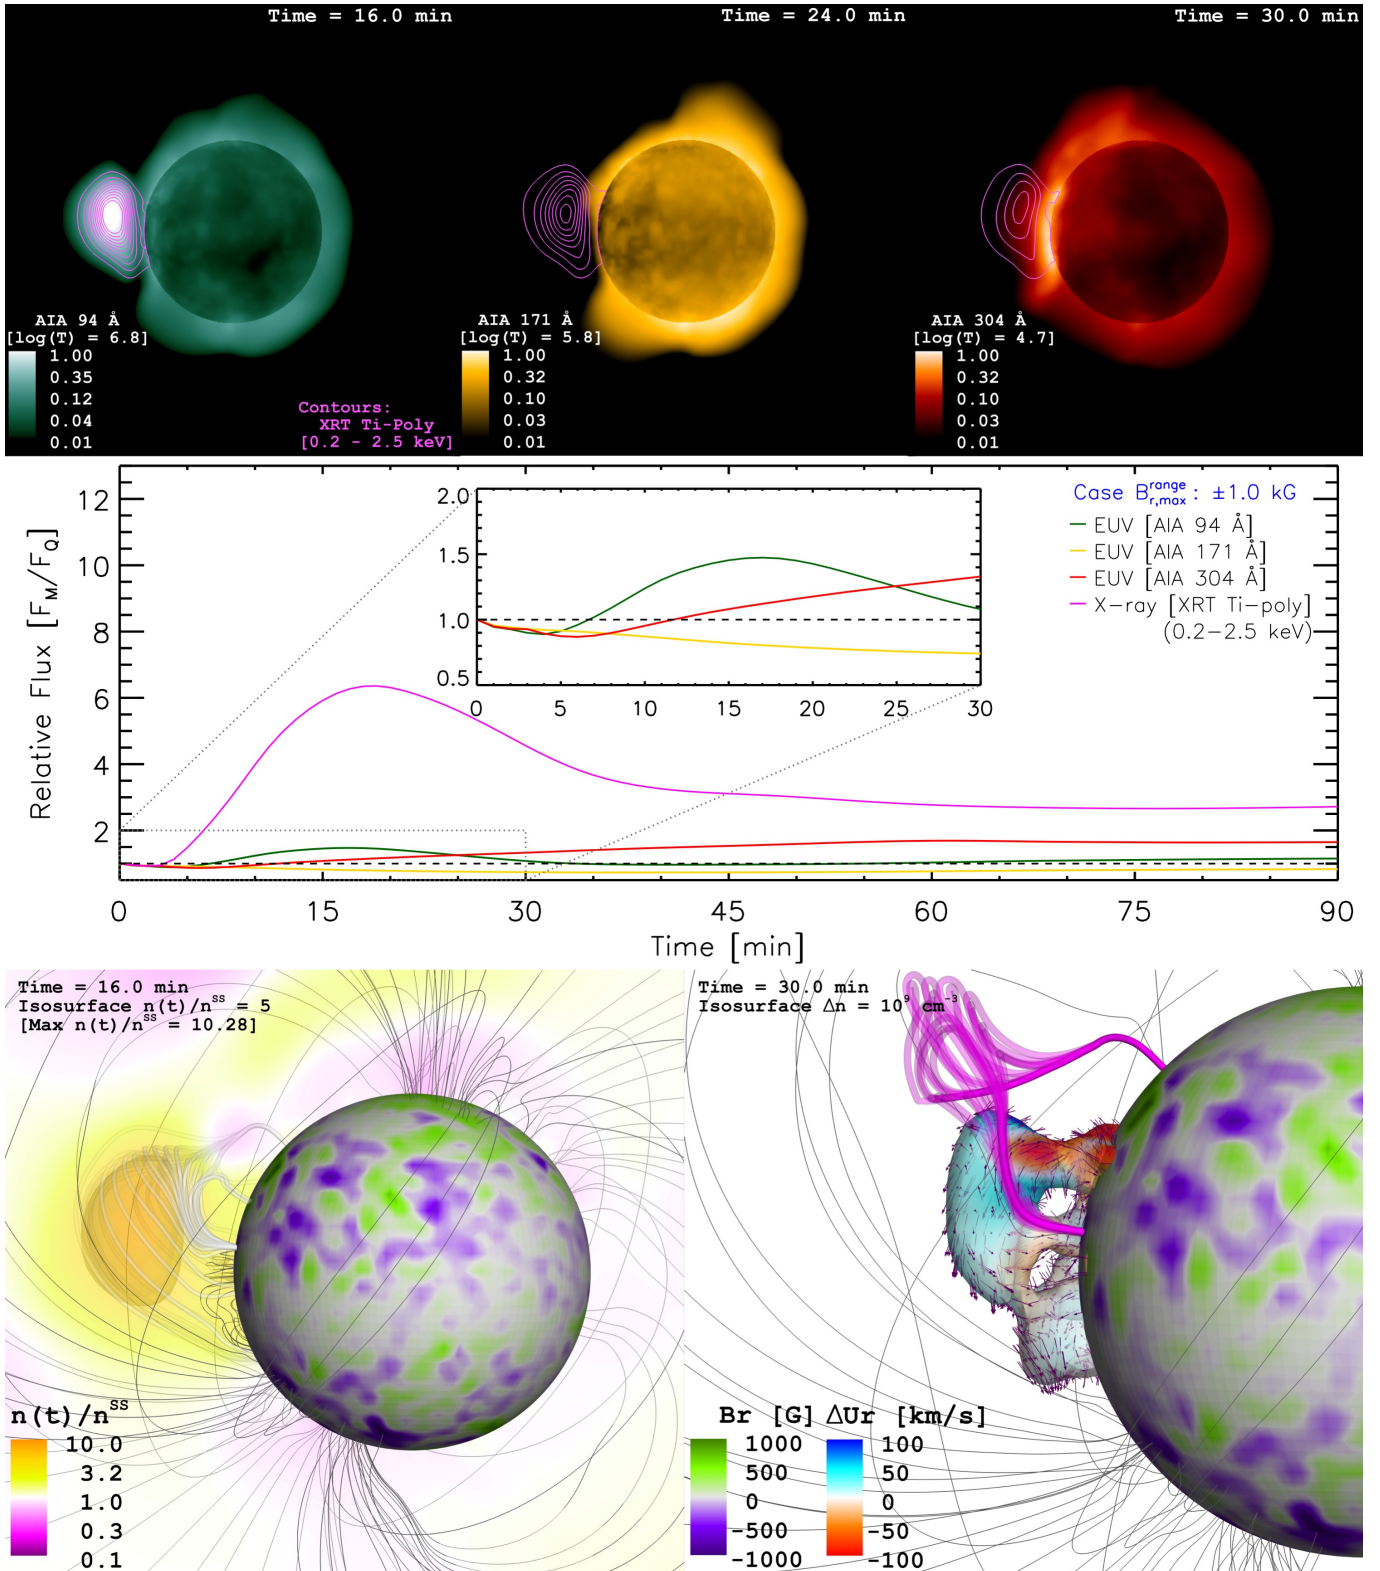 Time = 16.0 min
Time = 24.0 min
Time = 30.0 min
AIA 94 Å
[log(T) = 6.8]
1.00
0.35
0.12
0.04
0.01
Contours:
XRT Ti-Poly
[0.2 - 2.5 keV]
AIA 171 Å
[log(T) = 5.8]
1.00
0.32
0.10
0.03
0.01
AIA 304 Å
[log(T) = 4.7]
1.00
0.32
0.10
0.03
0.01
Relative Flux [F_M/F_Q]
12
10
8
6
4
2
0
15
30
45
60
75
90
Time [min]
2.0
1.5
1.0
0.5
0
5
10
15
20
25
30
Case B_{r,max}^{range}: ±1.0 kG
EUV [AIA 94 Å]
EUV [AIA 171 Å]
EUV [AIA 304 Å]
X-ray [XRT Ti-poly]
(0.2-2.5 keV)
Time = 16.0 min
Isosurface n(t)/n^{SS} = 5
[Max n(t)/n^{SS} = 10.28]
n(t)/n^{SS}
10.0
3.2
1.0
0.3
0.1
Time = 30.0 min
Isosurface Δn = 10^9 cm^{-3}
Br [G] ΔUr [km/s]
1000 100
500 50
0 0
-500 -50
-1000 -100